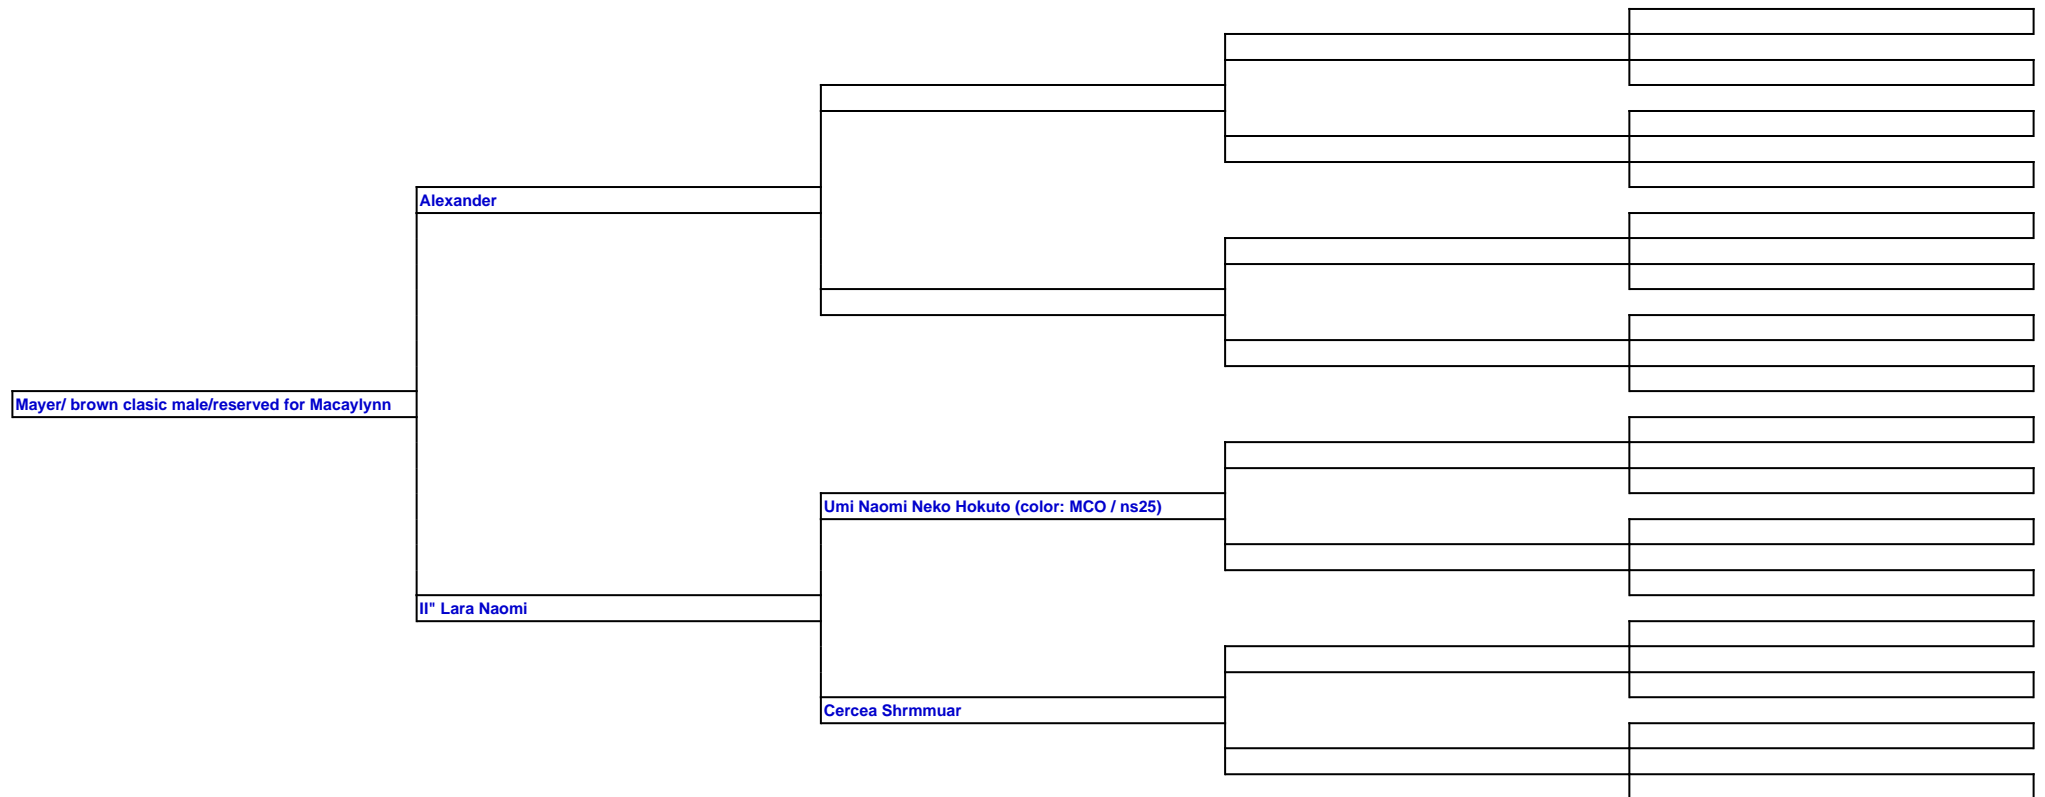 Alexander
Mayer/ brown clasic male/reserved for Macaylynn
Umi Naomi Neko Hokuto (color: MCO / ns25)
II" Lara Naomi
Cercea Shrmmuar